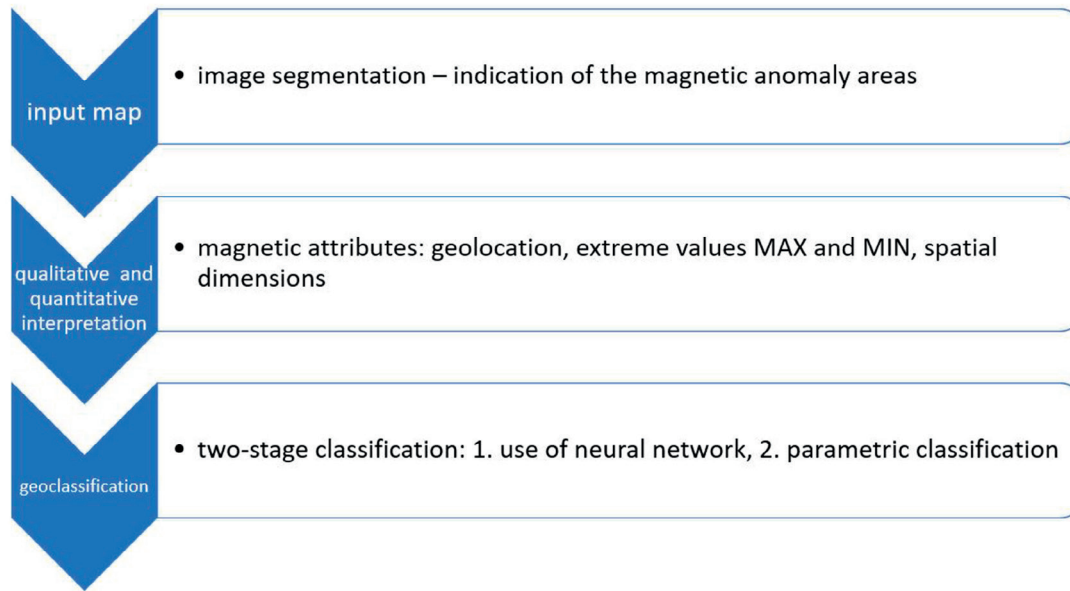 input map
• image segmentation – indication of the magnetic anomaly areas
qualitative and
quantitative
interpretation
• magnetic attributes: geolocation, extreme values MAX and MIN, spatial
dimensions
geoclassification
• two-stage classification: 1. use of neural network, 2. parametric classification